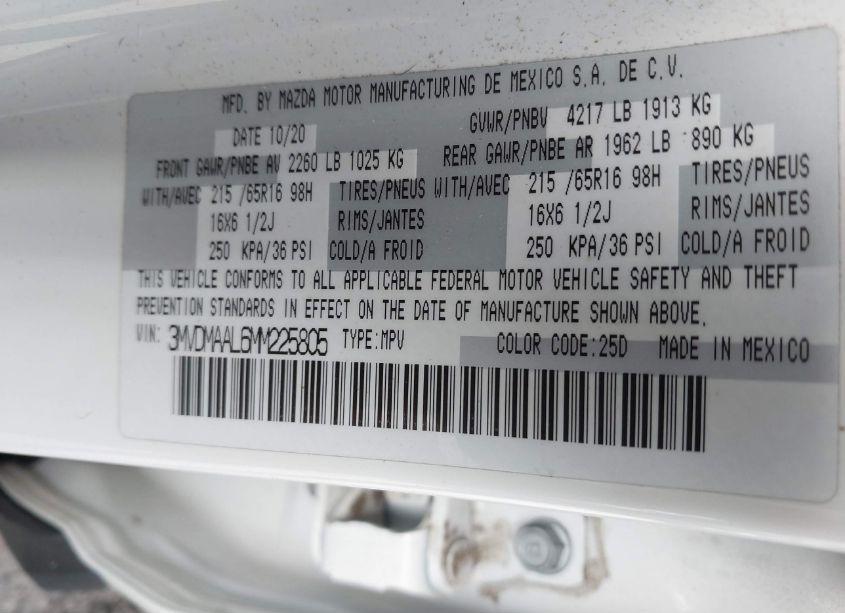 MFD. BY MAZDA MOTOR MANUFACTURING DE MEXICO S.A. DE C.V.
DATE 10/20 GVWR/PNBV 4217 LB 1913 KG
FRONT GAWR/PNBE AV 2260 LB 1025 KG REAR GAWR/PNBE AR 1962 LB 890 KG
WITH/AVEC 215 /65R16 98H TIRES/PNEUS WITH/AVEC 215 /65R16 98H TIRES/PNEUS
16X6 1/2J RIMS/JANTES 16X6 1/2J RIMS/JANTES
250 KPA/36 PSI COLD/A FROID 250 KPA/36 PSI COLD/A FROID
THIS VEHICLE CONFORMS TO ALL APPLICABLE FEDERAL MOTOR VEHICLE SAFETY AND THEFT
PREVENTION STANDARDS IN EFFECT ON THE DATE OF MANUFACTURE SHOWN ABOVE.
VIN: 3MVDMAAL6MM225805 TYPE:MPV COLOR CODE:25D MADE IN MEXICO